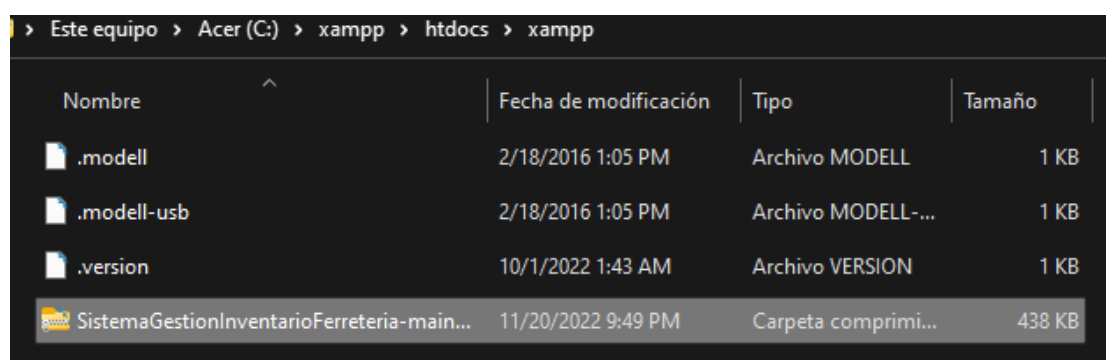 Este equipo > Acer (C:) > xampp > htdocs > xampp
Nombre Fecha de modificación Tipo Tamaño
.modell 2/18/2016 1:05 PM Archivo MODELL 1 KB
.modell-usb 2/18/2016 1:05 PM Archivo MODELL-... 1 KB
.version 10/1/2022 1:43 AM Archivo VERSION 1 KB
SistemaGestionInventarioFerreteria-main... 11/20/2022 9:49 PM Carpeta comprimi... 438 KB